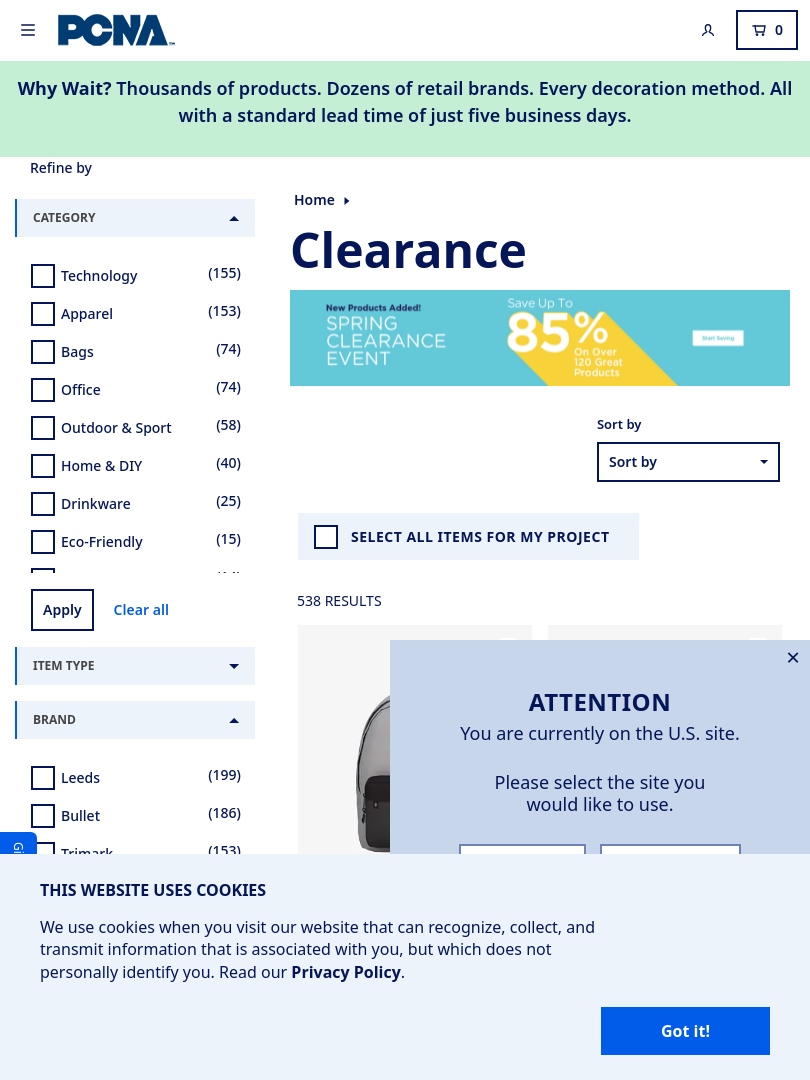 PCNA
0
Why Wait? Thousands of products. Dozens of retail brands. Every decoration method. All
with a standard lead time of just five business days.
Refine by
CATEGORY
Technology (155)
Apparel (153)
Bags (74)
Office (74)
Outdoor & Sport (58)
Home & DIY (40)
Drinkware (25)
Eco-Friendly (15)
Apply Clear all
ITEM TYPE
BRAND
Leeds (199)
Bullet (186)
Trimark (153)
Home
Clearance
New Products Added!
SPRING
CLEARANCE
EVENT
Save Up To
85%
On Over
120 Great
Products
Start Saving
Sort by
Sort by
SELECT ALL ITEMS FOR MY PROJECT
538 RESULTS
ATTENTION
You are currently on the U.S. site.
Please select the site you
would like to use.
THIS WEBSITE USES COOKIES
We use cookies when you visit our website that can recognize, collect, and
transmit information that is associated with you, but which does not
personally identify you. Read our Privacy Policy.
Got it!